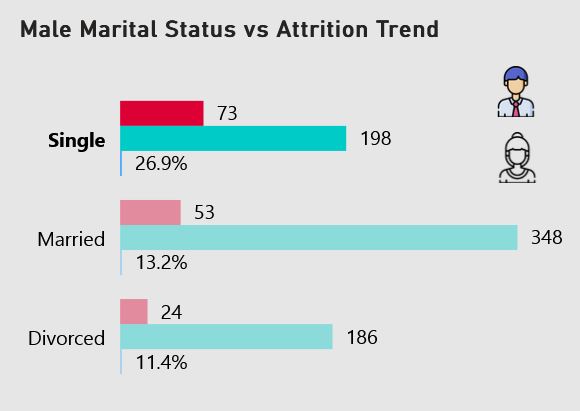 Male Marital Status vs Attrition Trend
Single
73
198
26.9%
Married
53
348
13.2%
Divorced
24
186
11.4%